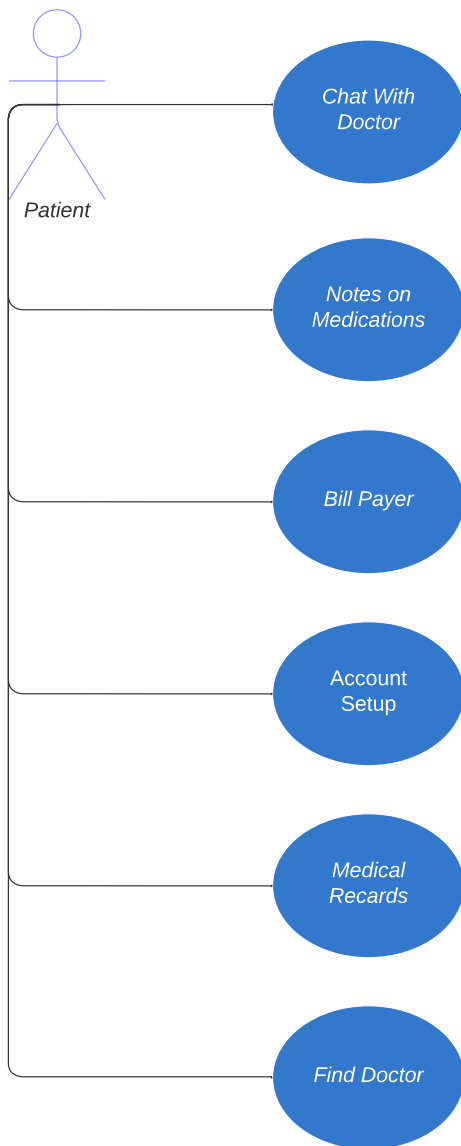 Chat With
Doctor
Patient
Notes on
Medications
Bill Payer
Account
Setup
Medical
Recards
Find Doctor